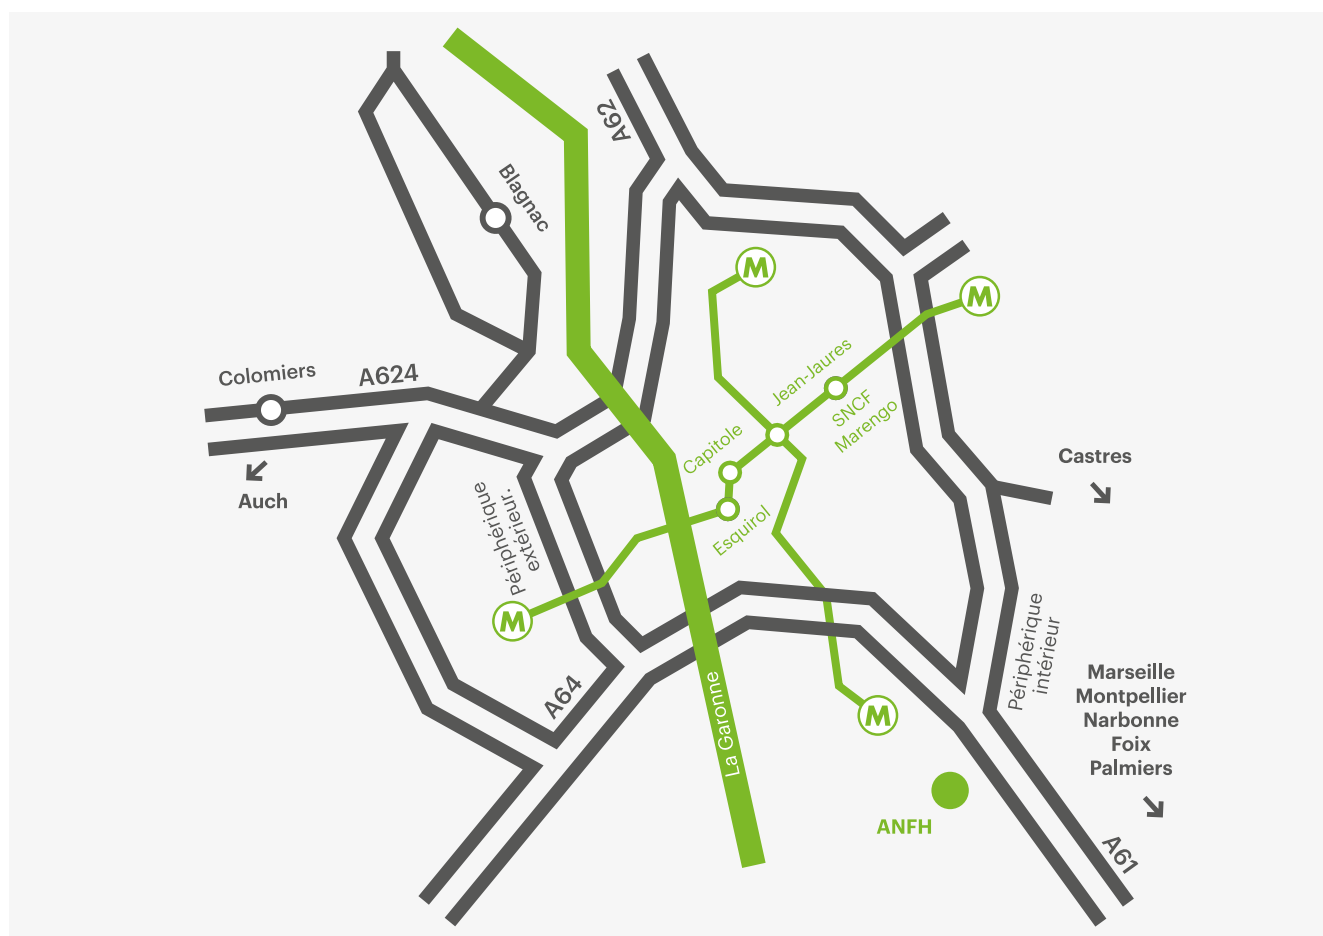 A62
Blagnac
M
M
Colomiers
A624
Jean-Jaures
SNCF
Marengo
Capitole
Castres
Auch
Périphérique
extérieur.
Esquirol
M
Périphérique
intérieur
A64
La Garonne
M
Marseille
Montpellier
Narbonne
Foix
Palmiers
ANFH
A61